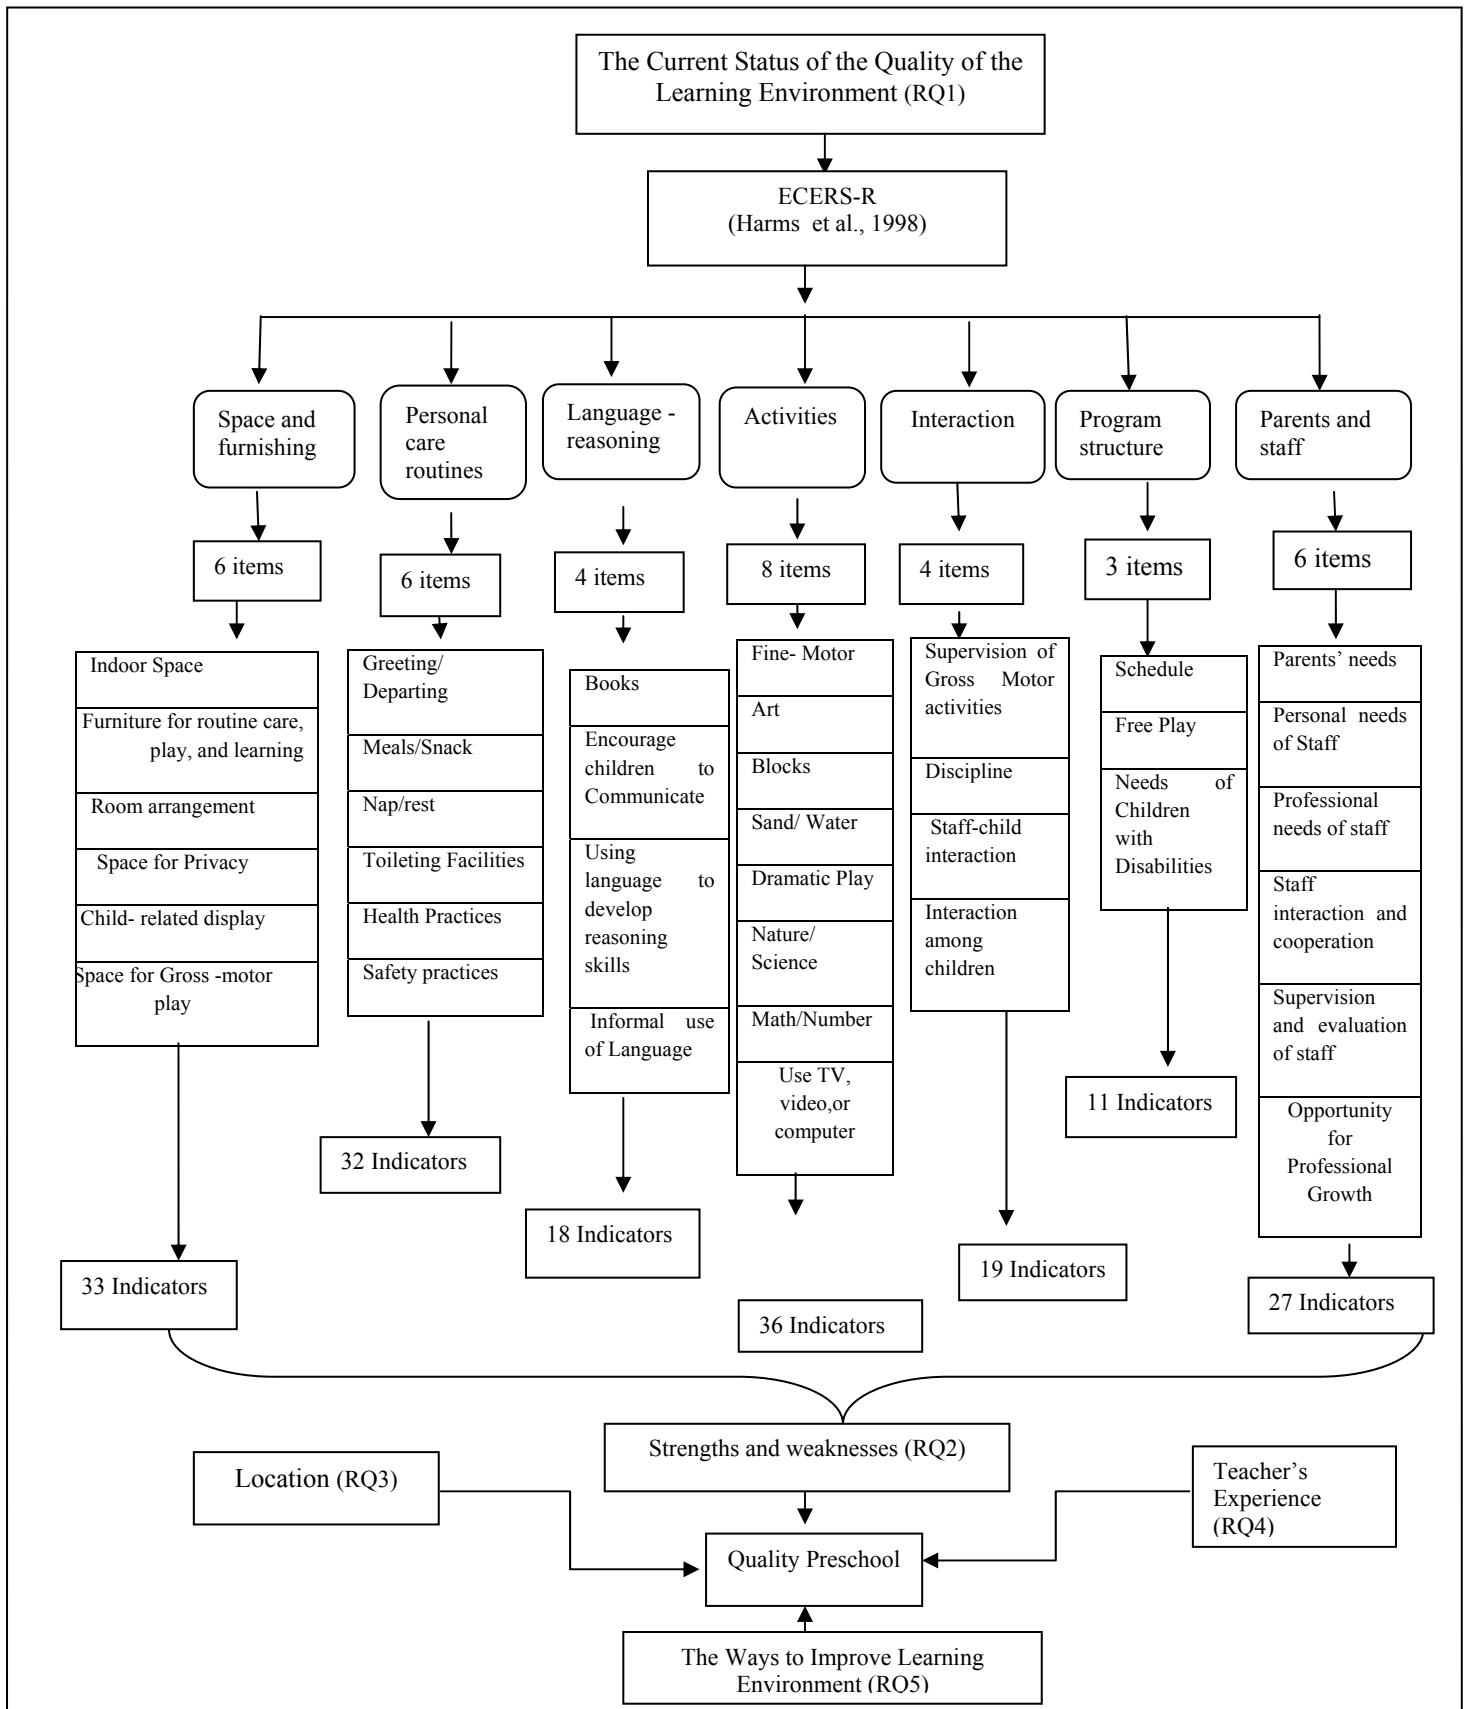 The Current Status of the Quality of the
Learning Environment (RQ1)
ECERS-R
(Harms et al., 1998)
Space and
furnishing
Personal
care
routines
Language -
reasoning
Activities
Interaction
Program
structure
Parents and
staff
6 items
6 items
4 items
8 items
4 items
3 items
6 items
Indoor Space
Furniture for routine care,
play, and learning
Room arrangement
Space for Privacy
Child- related display
Space for Gross -motor
play
Greeting/
Departing
Meals/Snack
Nap/rest
Toileting Facilities
Health Practices
Safety practices
Books
Encourage
children to
Communicate
Using
language to
develop
reasoning
skills
Informal use
of Language
Fine- Motor
Art
Blocks
Sand/ Water
Dramatic Play
Nature/
Science
Math/Number
Use TV,
video,or
computer
Supervision of
Gross Motor
activities
Discipline
Staff-child
interaction
Interaction
among
children
Schedule
Free Play
Needs of
Children
with
Disabilities
Parents’ needs
Personal needs
of Staff
Professional
needs of staff
Staff
interaction and
cooperation
Supervision
and evaluation
of staff
Opportunity
for
Professional
Growth
33 Indicators
32 Indicators
18 Indicators
36 Indicators
19 Indicators
11 Indicators
27 Indicators
Strengths and weaknesses (RQ2)
Location (RQ3)
Teacher’s
Experience
(RQ4)
Quality Preschool
The Ways to Improve Learning
Environment (RQ5)